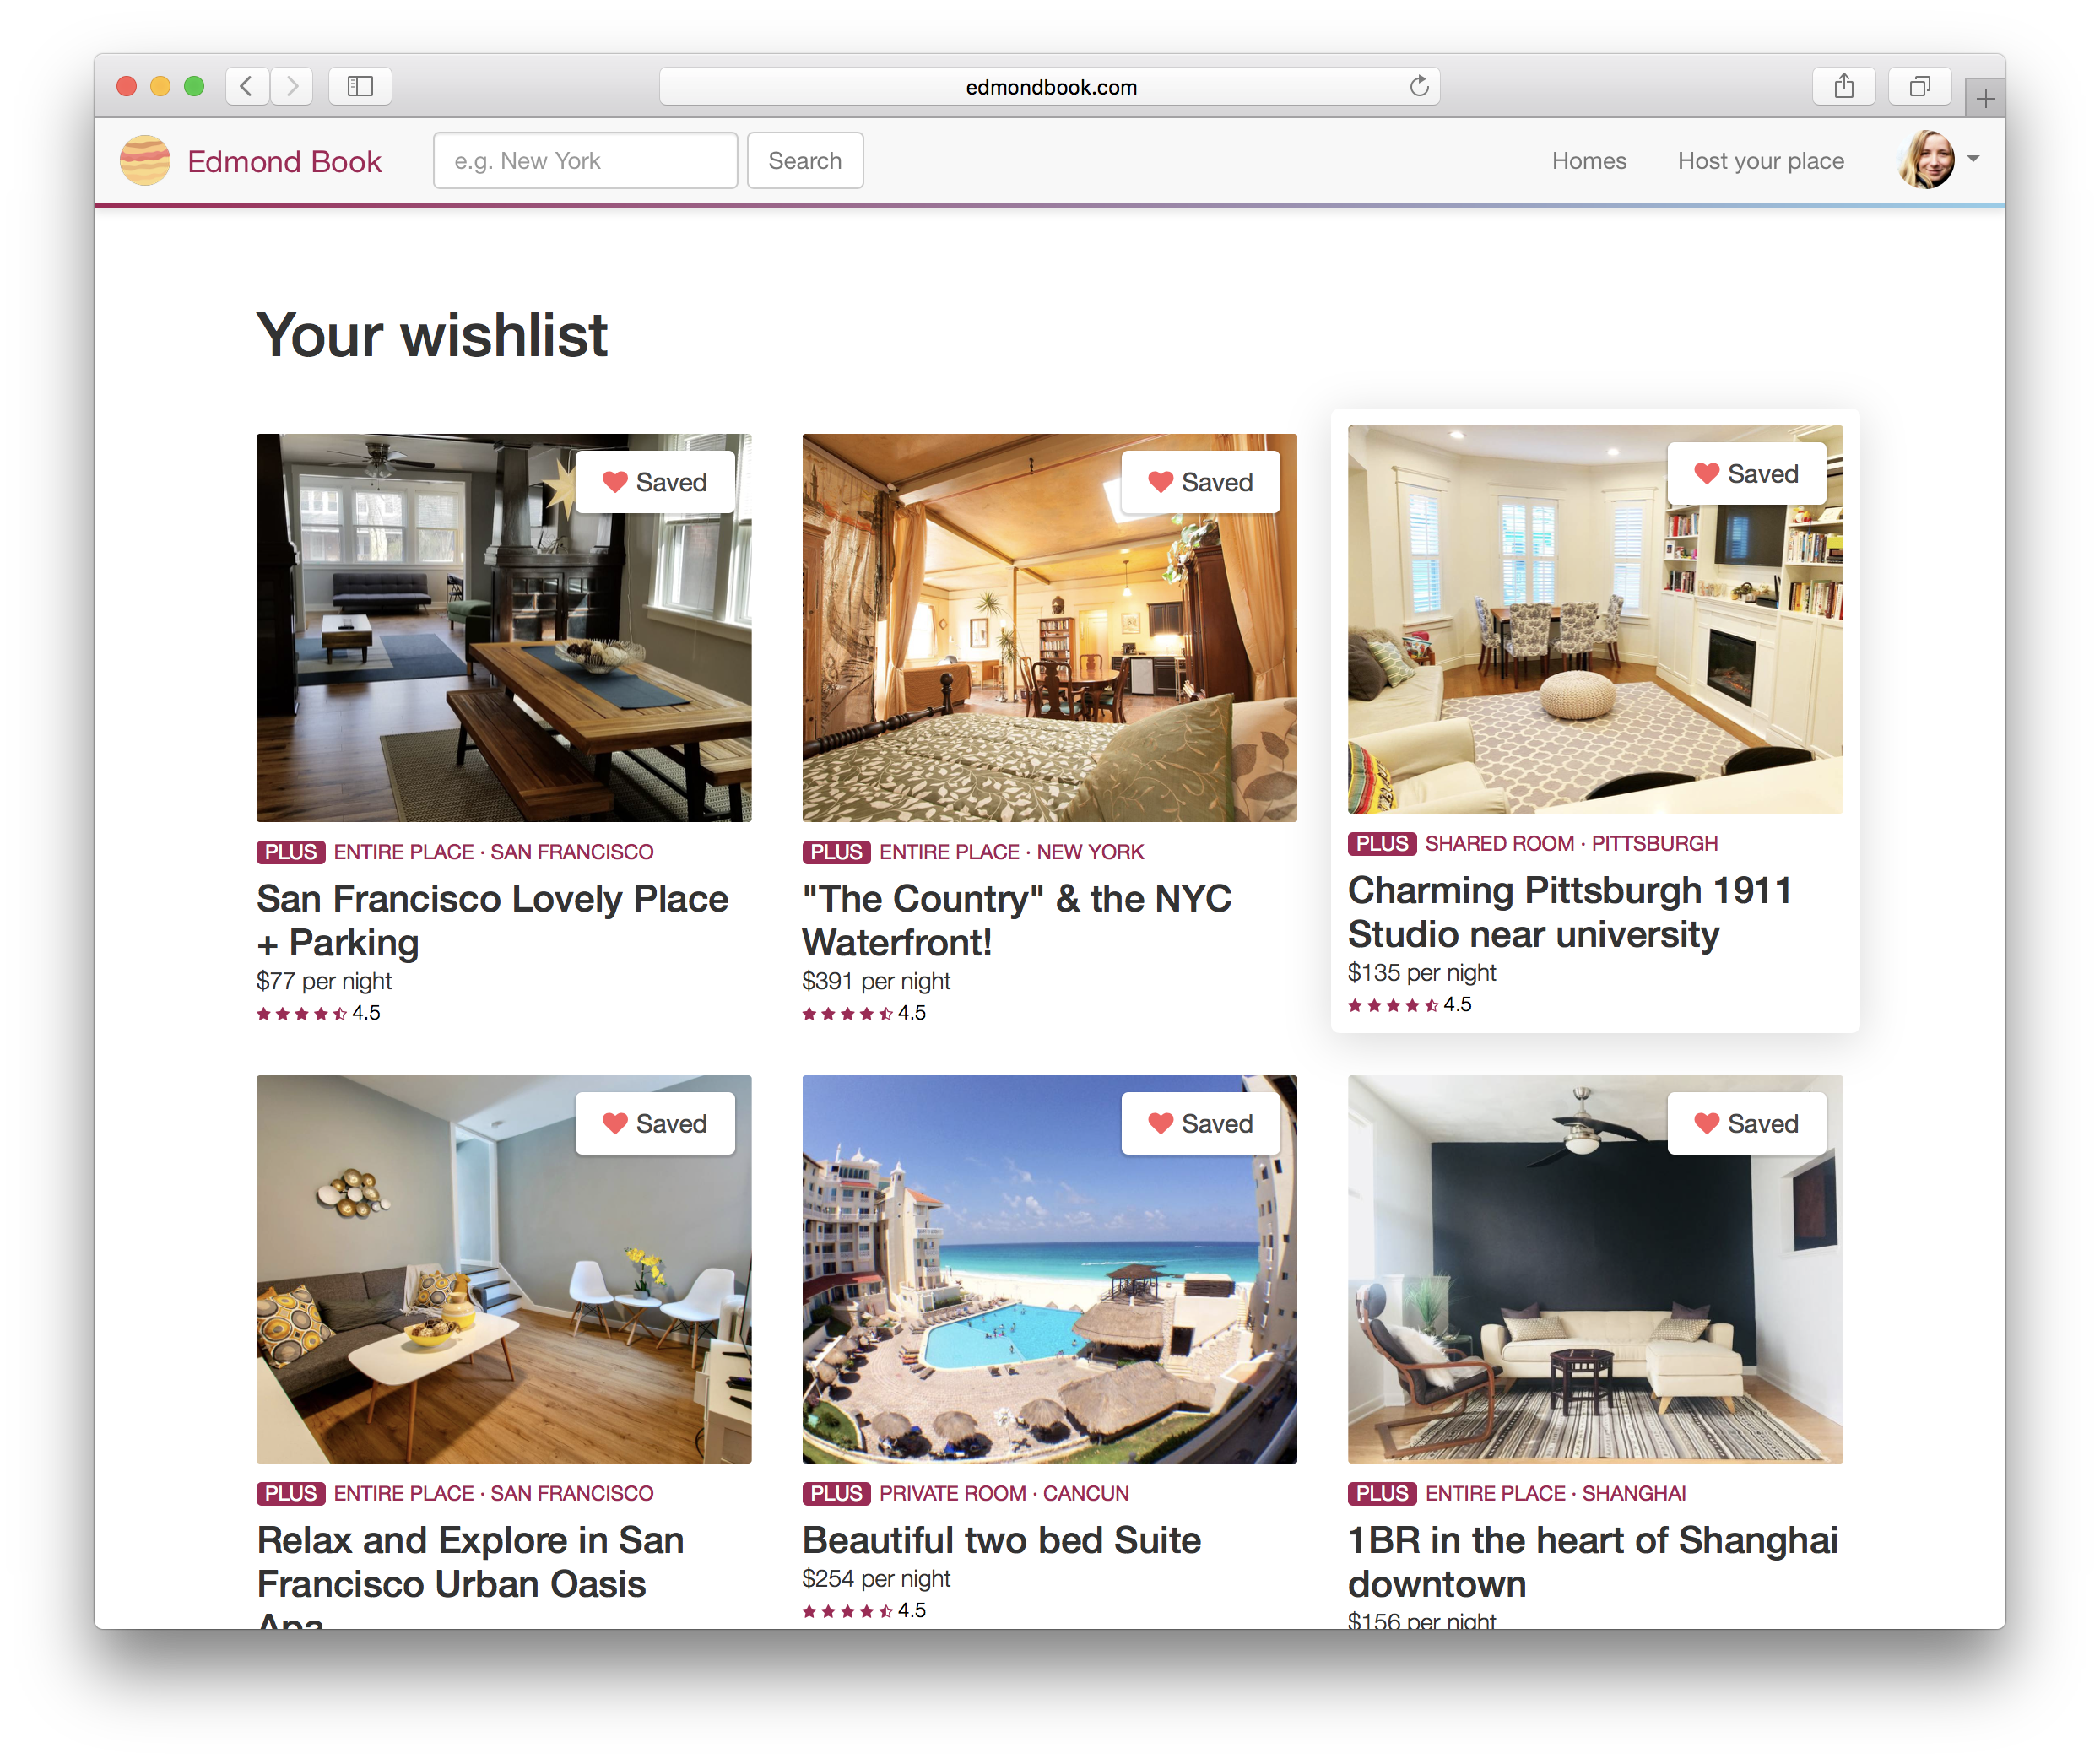 edmondbook.com
Edmond Book
e.g. New York
Search
Homes
Host your place
Your wishlist
Saved
PLUS ENTIRE PLACE · SAN FRANCISCO
San Francisco Lovely Place
+ Parking
$77 per night
4.5
Saved
PLUS ENTIRE PLACE · NEW YORK
"The Country" & the NYC
Waterfront!
$391 per night
4.5
Saved
PLUS SHARED ROOM · PITTSBURGH
Charming Pittsburgh 1911
Studio near university
$135 per night
4.5
Saved
PLUS ENTIRE PLACE · SAN FRANCISCO
Relax and Explore in San
Francisco Urban Oasis
Apa
Saved
PLUS PRIVATE ROOM · CANCUN
Beautiful two bed Suite
$254 per night
4.5
Saved
PLUS ENTIRE PLACE · SHANGHAI
1BR in the heart of Shanghai
downtown
$156 per night